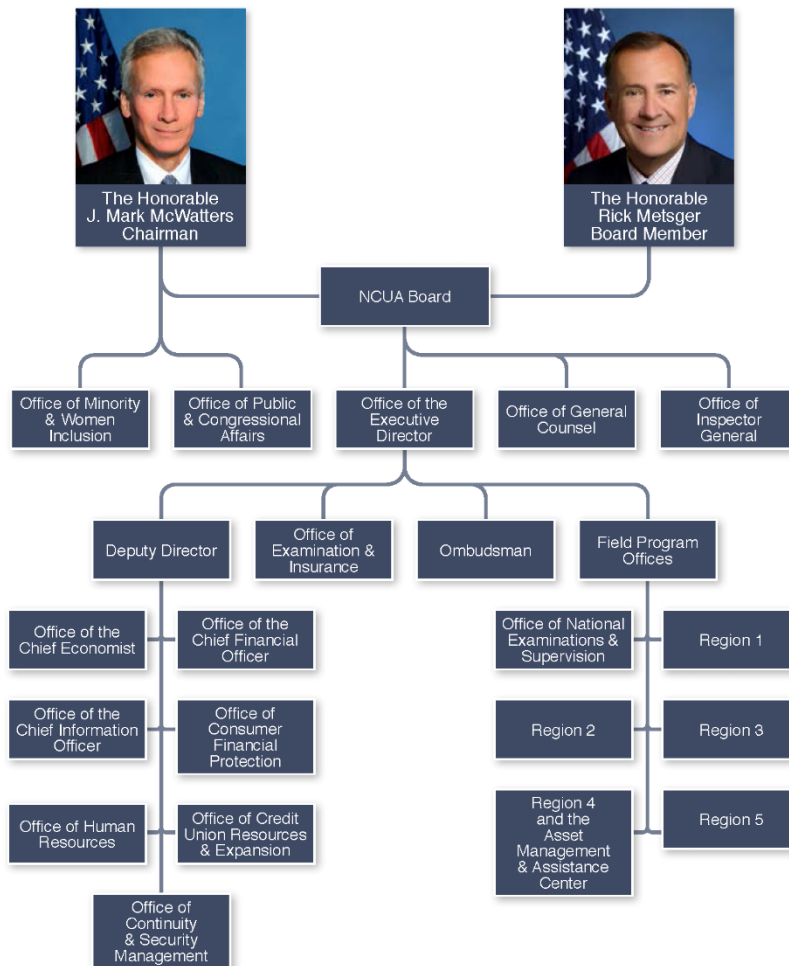 The Honorable
J. Mark McWatters
Chairman
The Honorable
Rick Metsger
Board Member
NCUA Board
Office of Minority
& Women
Inclusion
Office of Public
& Congressional
Affairs
Office of the
Executive
Director
Office of General
Counsel
Office of
Inspector
General
Deputy Director
Office of
Examination &
Insurance
Ombudsman
Field Program
Offices
Office of the
Chief Economist
Office of the
Chief Financial
Officer
Office of National
Examinations &
Supervision
Region 1
Office of the
Chief Information
Officer
Office of
Consumer
Financial
Protection
Region 2
Region 3
Office of Human
Resources
Office of Credit
Union Resources
& Expansion
Region 4
and the
Asset
Management
& Assistance
Center
Region 5
Office of
Continuity
& Security
Management